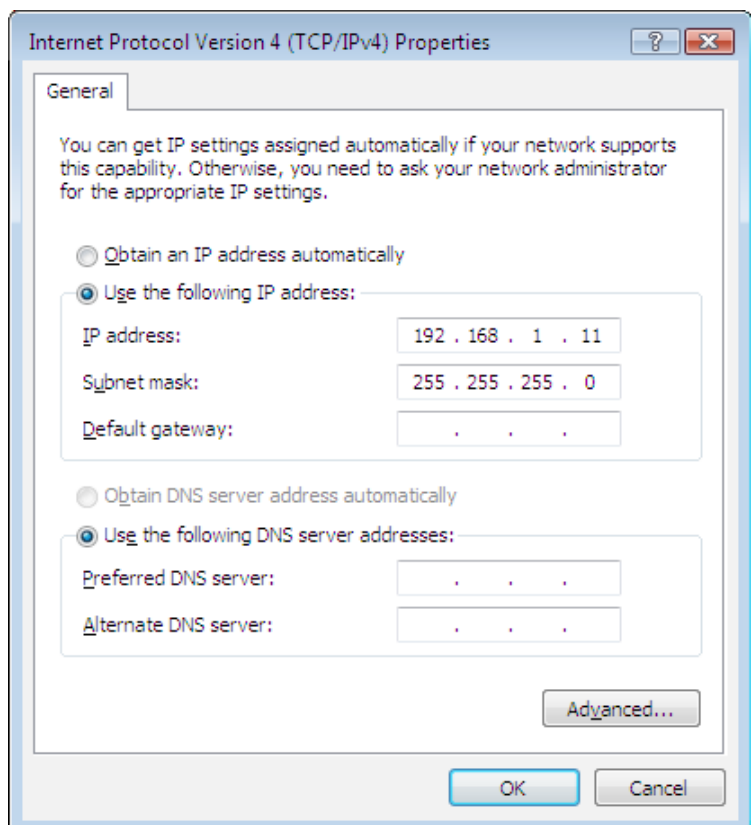 Internet Protocol Version 4 (TCP/IPv4) Properties
?
General
You can get IP settings assigned automatically if your network supports
this capability. Otherwise, you need to ask your network administrator
for the appropriate IP settings.
Obtain an IP address automatically
Use the following IP address:
IP address: 192 . 168 . 1 . 11
Subnet mask: 255 . 255 . 255 . 0
Default gateway: . . .
Obtain DNS server address automatically
Use the following DNS server addresses:
Preferred DNS server: . . .
Alternate DNS server: . . .
Advanced...
OK Cancel